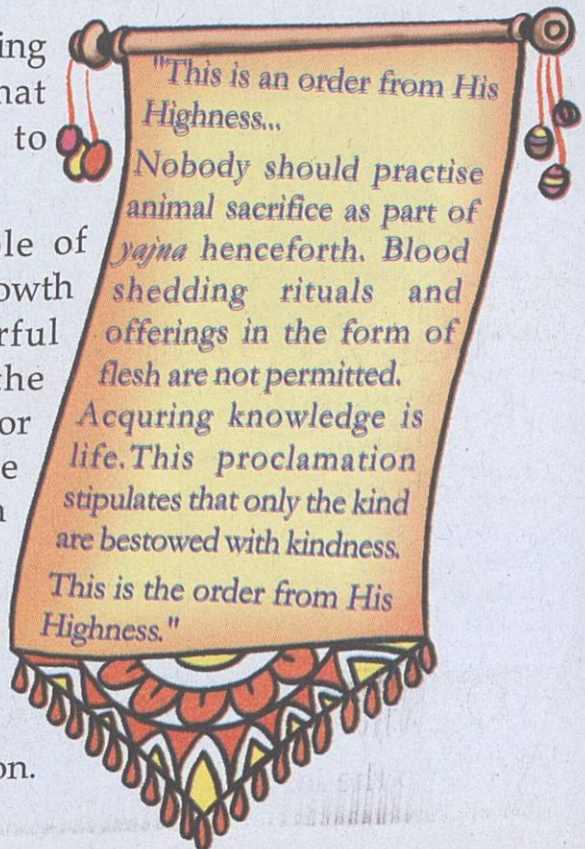 ing
hat
to
ole of
owth
rful
the
or
e
on.
"This is an order from His
Highness...
Nobody should practise
animal sacrifice as part of
yajna henceforth. Blood
shedding rituals and
offerings in the form of
flesh are not permitted.
Acquring knowledge is
life.This proclamation
stipulates that only the kind
are bestowed with kindness.
This is the order from His
Highness."